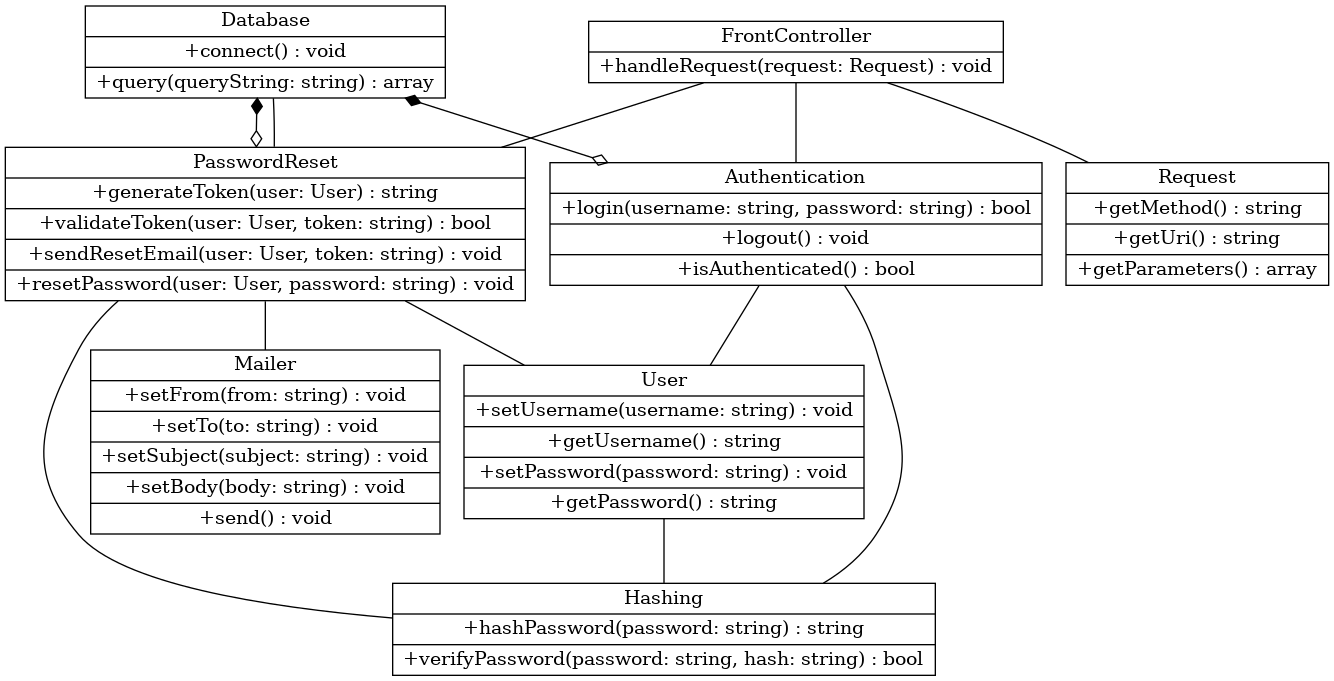 Database
+connect() : void
+query(queryString: string) : array
FrontController
+handleRequest(request: Request) : void
PasswordReset
+generateToken(user: User) : string
+validateToken(user: User, token: string) : bool
+sendResetEmail(user: User, token: string) : void
+resetPassword(user: User, password: string) : void
Authentication
+login(username: string, password: string) : bool
+logout() : void
+isAuthenticated() : bool
Request
+getMethod() : string
+getUri() : string
+getParameters() : array
Mailer
+setFrom(from: string) : void
+setTo(to: string) : void
+setSubject(subject: string) : void
+setBody(body: string) : void
+send() : void
User
+setUsername(username: string) : void
+getUsername() : string
+setPassword(password: string) : void
+getPassword() : string
Hashing
+hashPassword(password: string) : string
+verifyPassword(password: string, hash: string) : bool